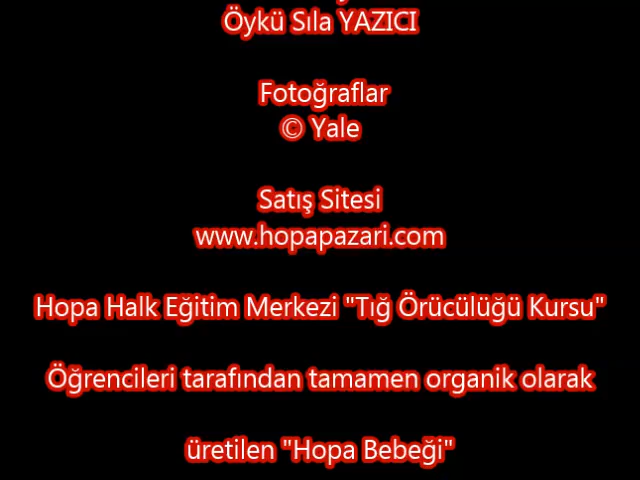 Öykü Sıla YAZICI
Fotoğraflar
© Yale
Satış Sitesi
www.hopapazari.com
Hopa Halk Eğitim Merkezi "Tığ Örücülüğü Kursu"
Öğrencileri tarafından tamamen organik olarak
üretilen "Hopa Bebeği"